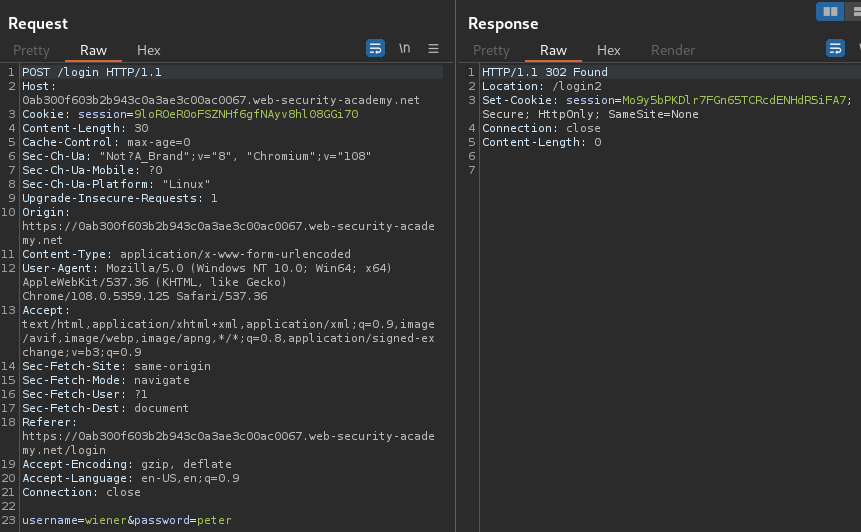 Request
Pretty Raw Hex
\n
1 POST /login HTTP/1.1
2 Host:
0ab300f603b2b943c0a3ae3c00ac0067.web-security-academy.net
3 Cookie: session=9loROeROoFSZNHf6gfNAyv8hlO8GGi70
4 Content-Length: 30
5 Cache-Control: max-age=0
6 Sec-Ch-Ua: "Not?A_Brand";v="8", "Chromium";v="108"
7 Sec-Ch-Ua-Mobile: ?0
8 Sec-Ch-Ua-Platform: "Linux"
9 Upgrade-Insecure-Requests: 1
10 Origin:
https://0ab300f603b2b943c0a3ae3c00ac0067.web-security-acade
my.net
11 Content-Type: application/x-www-form-urlencoded
12 User-Agent: Mozilla/5.0 (Windows NT 10.0; Win64; x64)
AppleWebKit/537.36 (KHTML, like Gecko)
Chrome/108.0.5359.125 Safari/537.36
13 Accept:
text/html,application/xhtml+xml,application/xml;q=0.9,image
/avif,image/webp,image/apng,*/*;q=0.8,application/signed-ex
change;v=b3;q=0.9
14 Sec-Fetch-Site: same-origin
15 Sec-Fetch-Mode: navigate
16 Sec-Fetch-User: ?1
17 Sec-Fetch-Dest: document
18 Referer:
https://0ab300f603b2b943c0a3ae3c00ac0067.web-security-acade
my.net/login
19 Accept-Encoding: gzip, deflate
20 Accept-Language: en-US,en;q=0.9
21 Connection: close
22
23 username=wiener&password=peter
Response
Pretty Raw Hex Render
1 HTTP/1.1 302 Found
2 Location: /login2
3 Set-Cookie: session=Mo9y5bPKDlr7FGn65TCRcdENHdR5iFA7;
Secure; HttpOnly; SameSite=None
4 Connection: close
5 Content-Length: 0
6
7